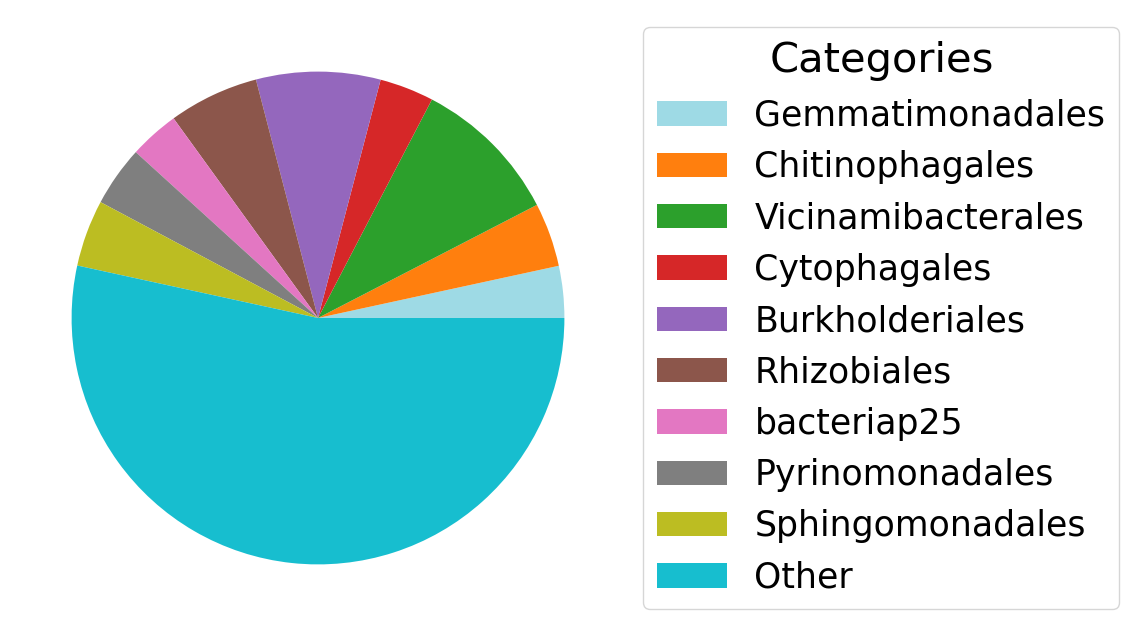 Categories
Gemmatimonadales
Chitinophagales
Vicinamibacterales
Cytophagales
Burkholderiales
Rhizobiales
bacteriap25
Pyrinomonadales
Sphingomonadales
Other